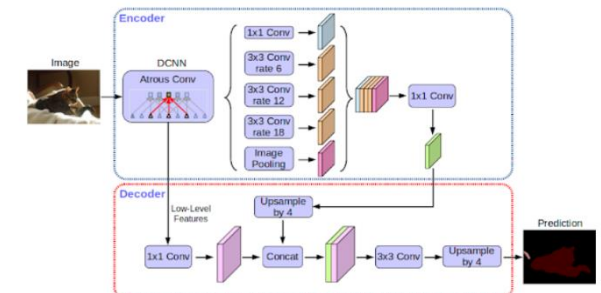 Encoder
Image
DCNN
Atrous Conv
1x1 Conv
3x3 Conv
rate 6
3x3 Conv
rate 12
3x3 Conv
rate 18
Image
Pooling
1x1 Conv
Decoder
Low-Level
Features
Upsample
by 4
1x1 Conv
Concat
3x3 Conv
Upsample
by 4
Prediction